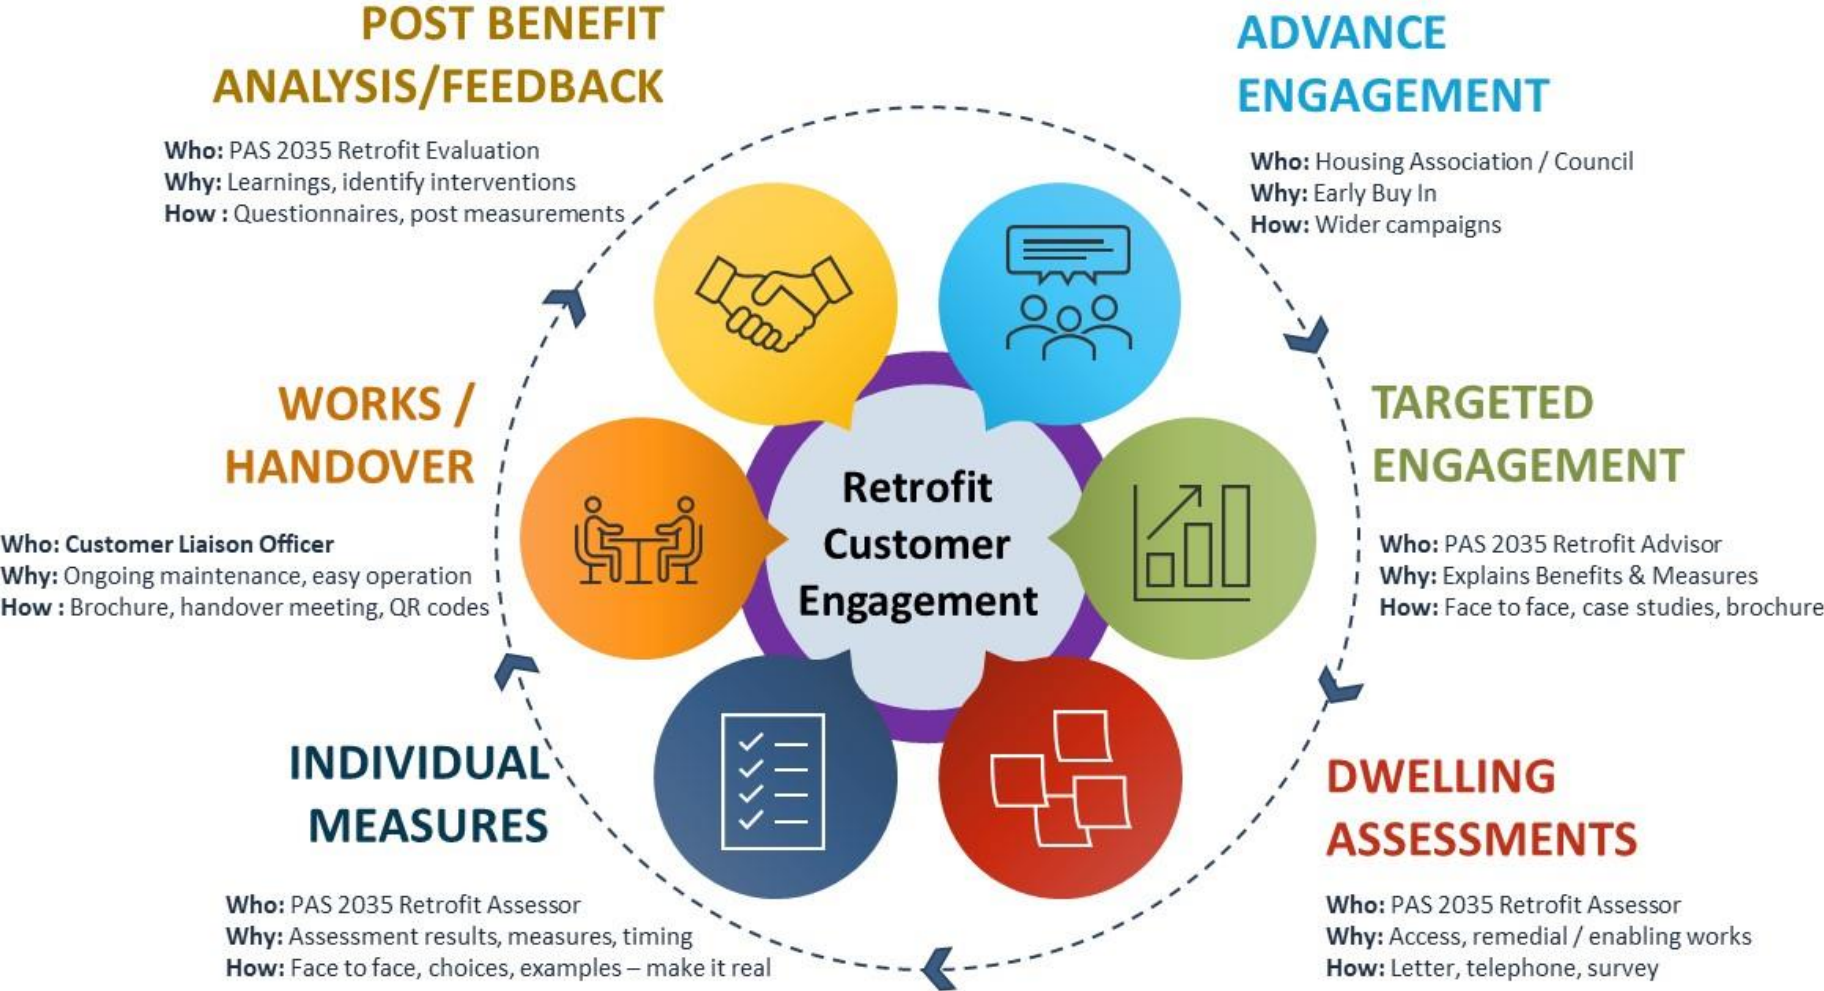 POST BENEFIT
ANALYSIS/FEEDBACK
Who: PAS 2035 Retrofit Evaluation
Why: Learnings, identify interventions
How : Questionnaires, post measurements
ADVANCE
ENGAGEMENT
Who: Housing Association / Council
Why: Early Buy In
How: Wider campaigns
WORKS /
HANDOVER
Who: Customer Liaison Officer
Why: Ongoing maintenance, easy operation
How : Brochure, handover meeting, QR codes
Retrofit
Customer
Engagement
TARGETED
ENGAGEMENT
Who: PAS 2035 Retrofit Advisor
Why: Explains Benefits & Measures
How: Face to face, case studies, brochure
INDIVIDUAL
MEASURES
Who: PAS 2035 Retrofit Assessor
Why: Assessment results, measures, timing
How: Face to face, choices, examples – make it real
DWELLING
ASSESSMENTS
Who: PAS 2035 Retrofit Assessor
Why: Access, remedial / enabling works
How: Letter, telephone, survey